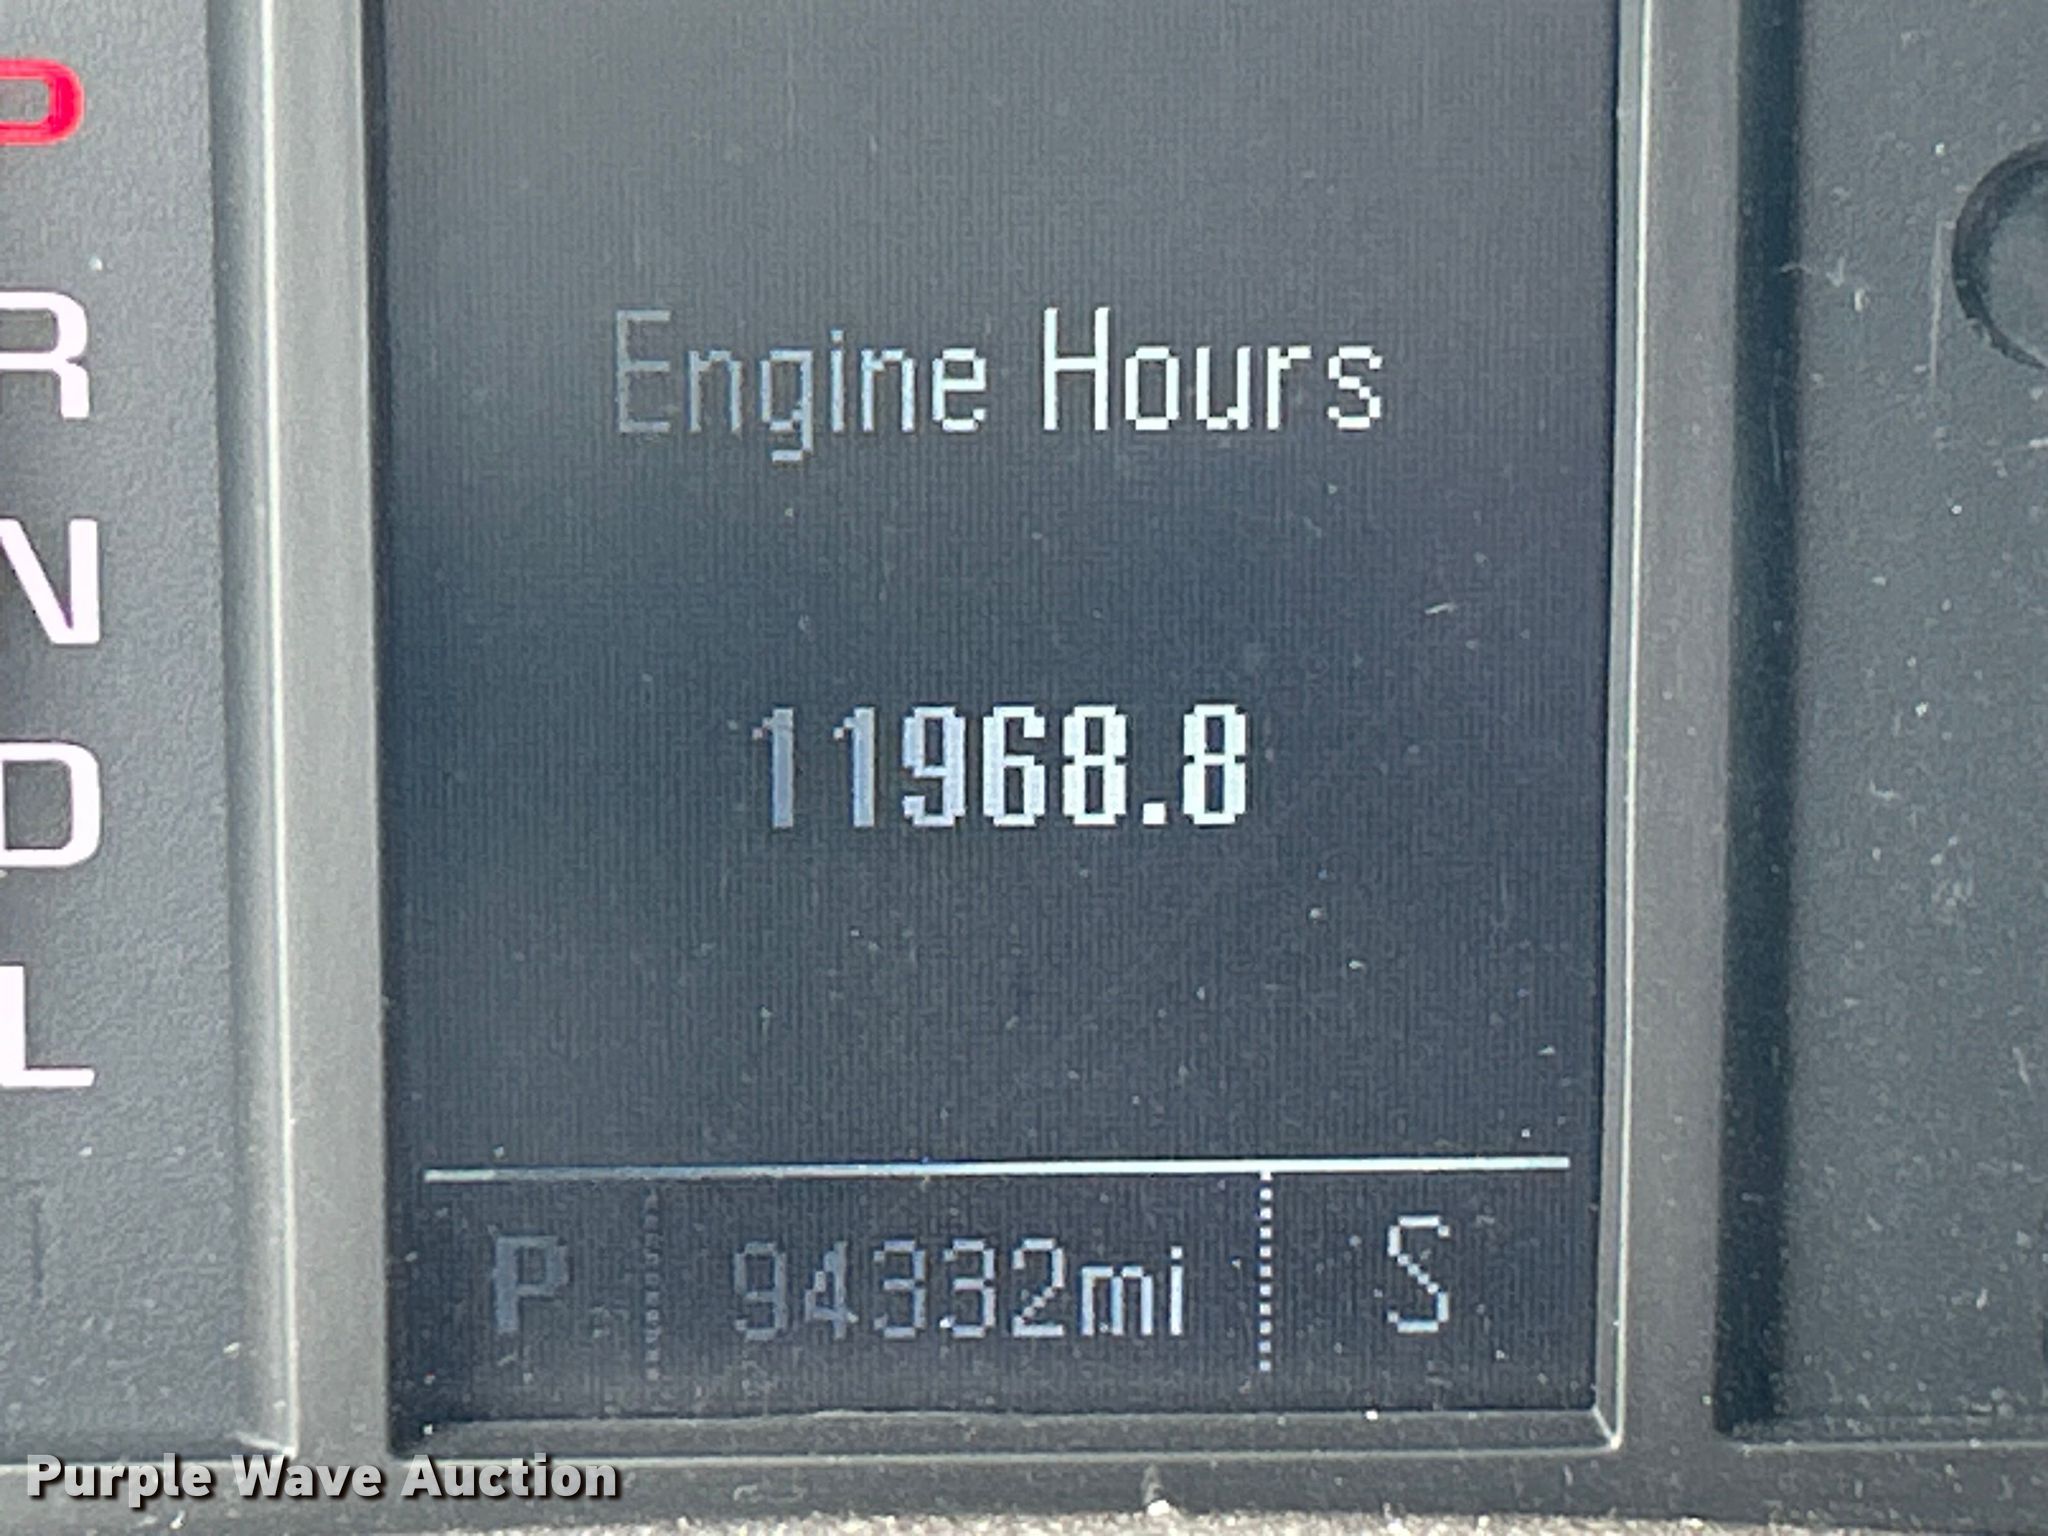 P
R
N
D
L
Engine Hours
11968.8
P 94332mi S
Purple Wave Auction